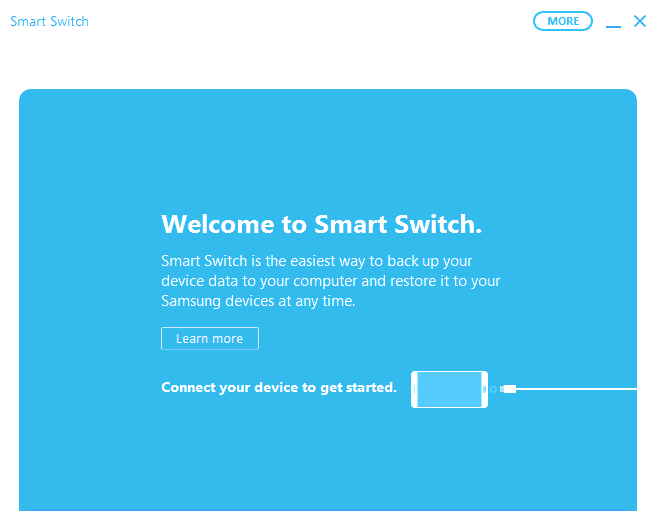 Smart Switch
MORE
Welcome to Smart Switch.
Smart Switch is the easiest way to back up your
device data to your computer and restore it to your
Samsung devices at any time.
Learn more
Connect your device to get started.